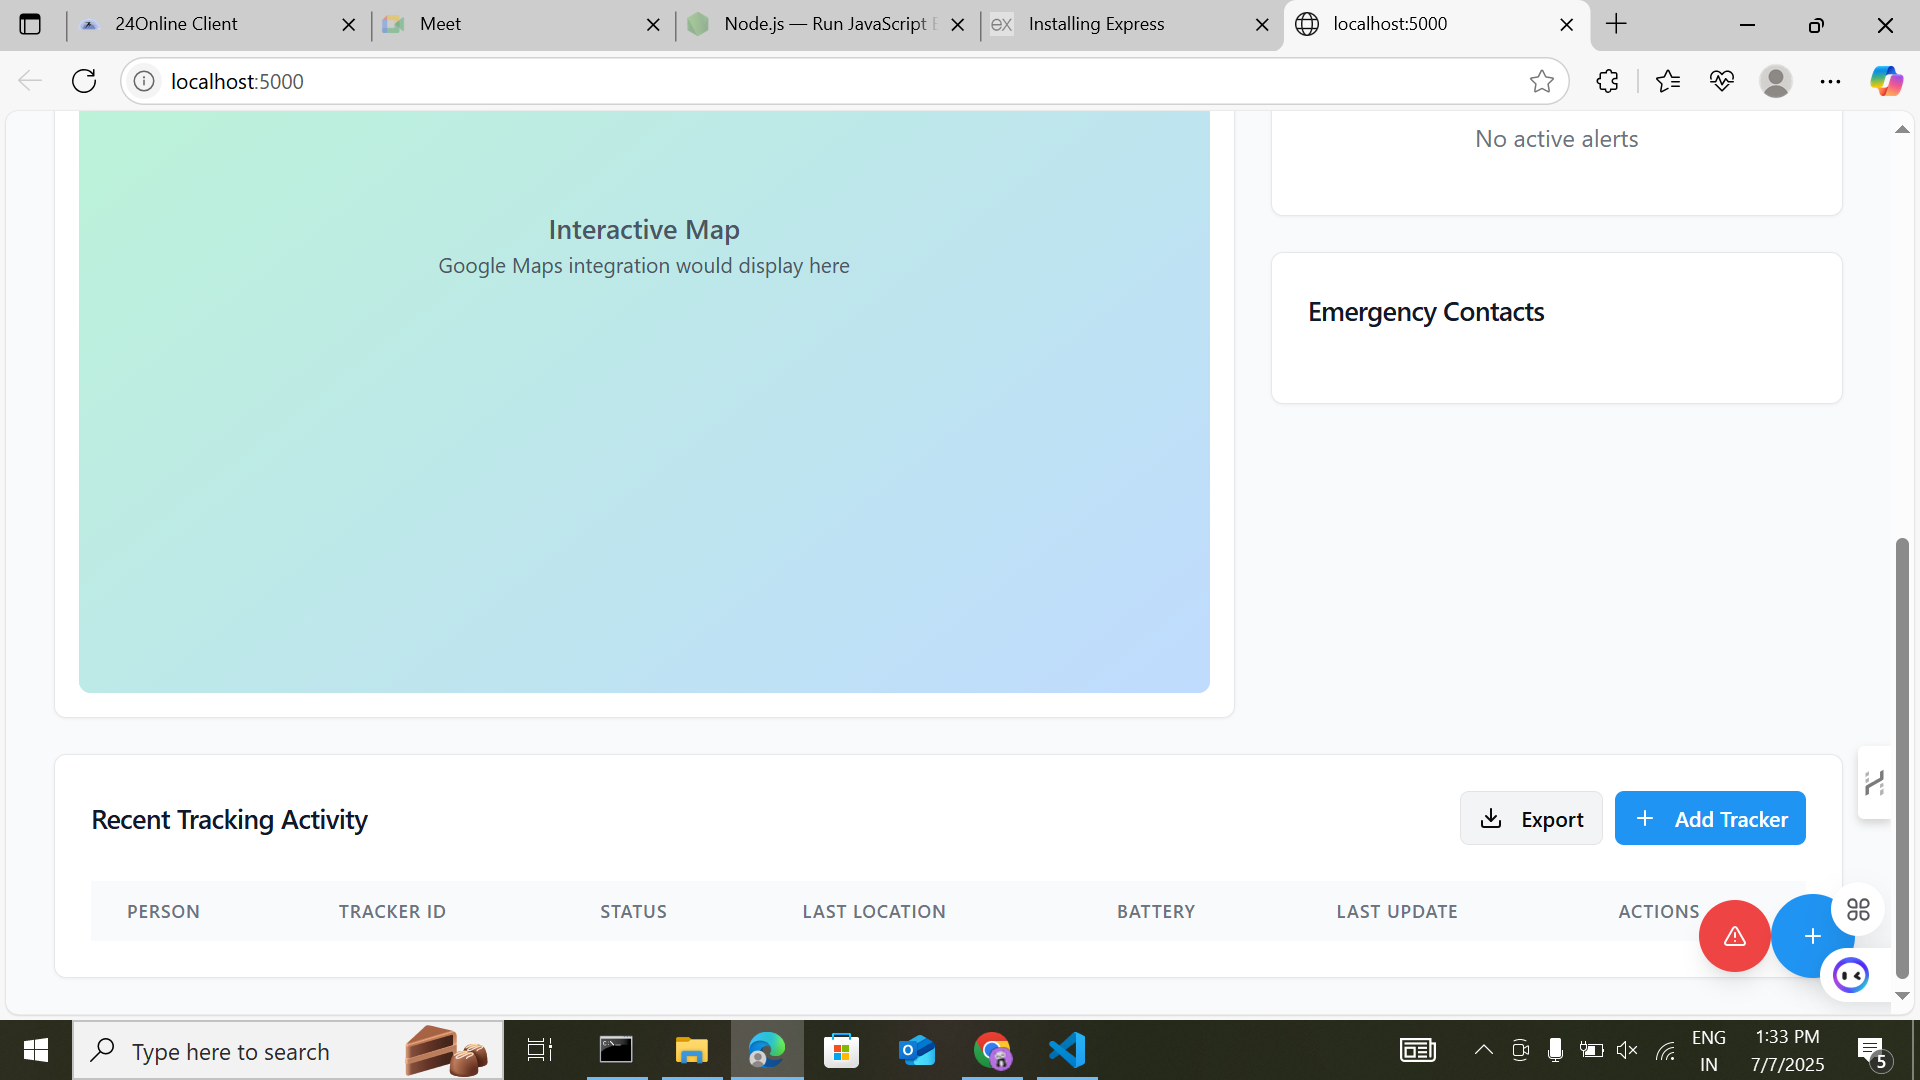 24Online Client
Meet
Node.js — Run JavaScript E
Installing Express
localhost:5000
localhost:5000
No active alerts
Interactive Map
Google Maps integration would display here
Emergency Contacts
Recent Tracking Activity
Export
Add Tracker
PERSON TRACKER ID STATUS LAST LOCATION BATTERY LAST UPDATE ACTIONS
Type here to search
ENG
IN
1:33 PM
7/7/2025
5